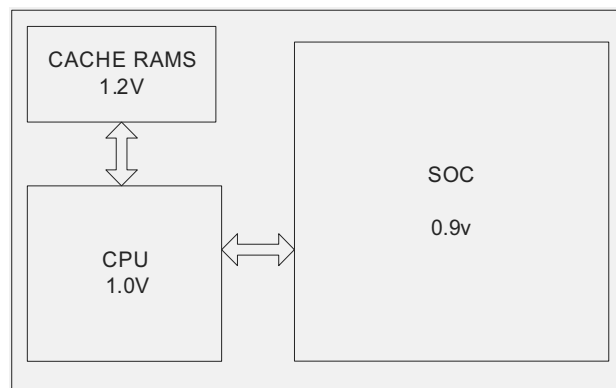 CACHE RAMS
1.2V
CPU
1.0V
SOC
0.9v